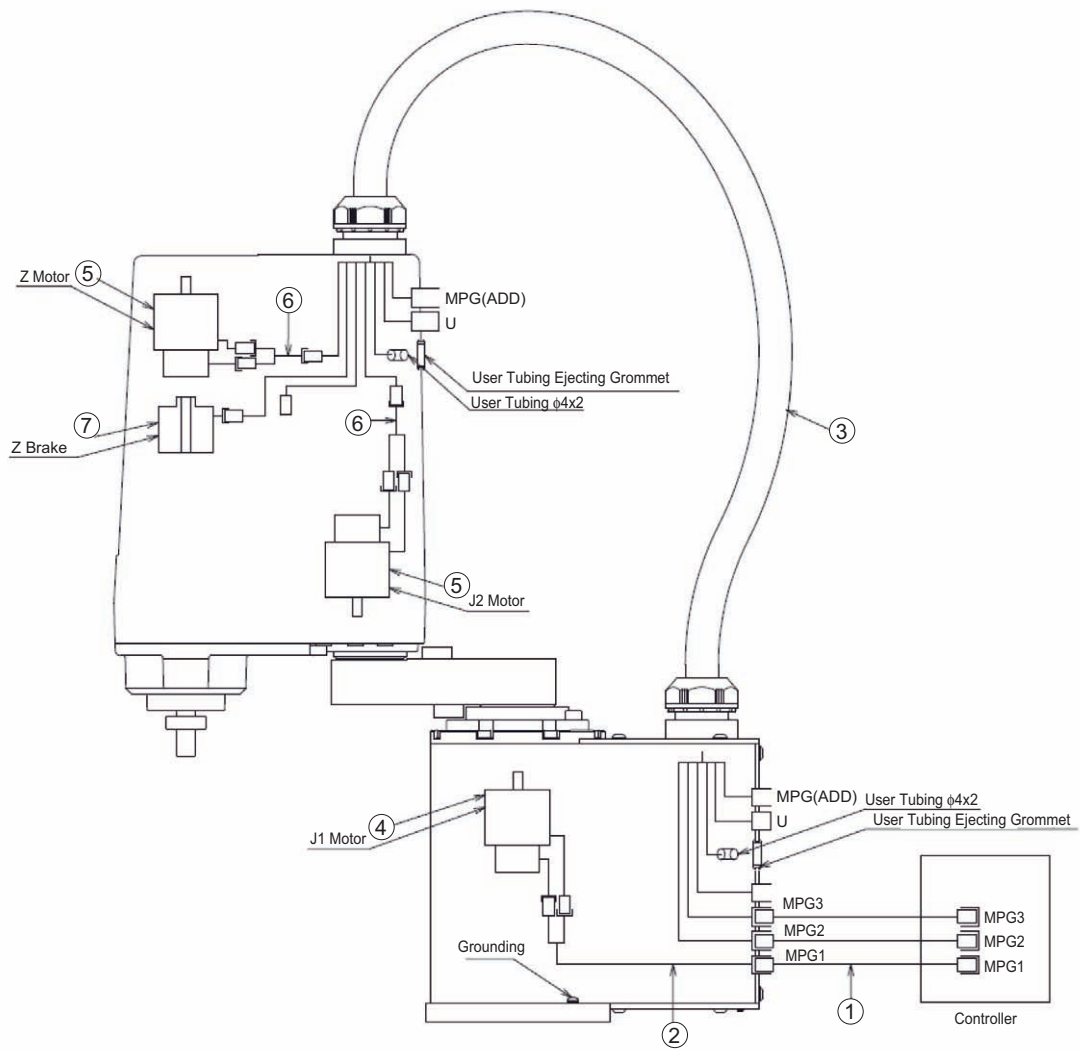 Z Motor ⑤
⑥
MPG(ADD)
U
User Tubing Ejecting Grommet
User Tubing ϕ4x2
⑦
Z Brake
⑥
③
⑤
J2 Motor
MPG(ADD)
U
User Tubing ϕ4x2
User Tubing Ejecting Grommet
④
J1 Motor
MPG3
MPG3
MPG2
MPG2
MPG1
MPG1
Grounding
②
①
Controller